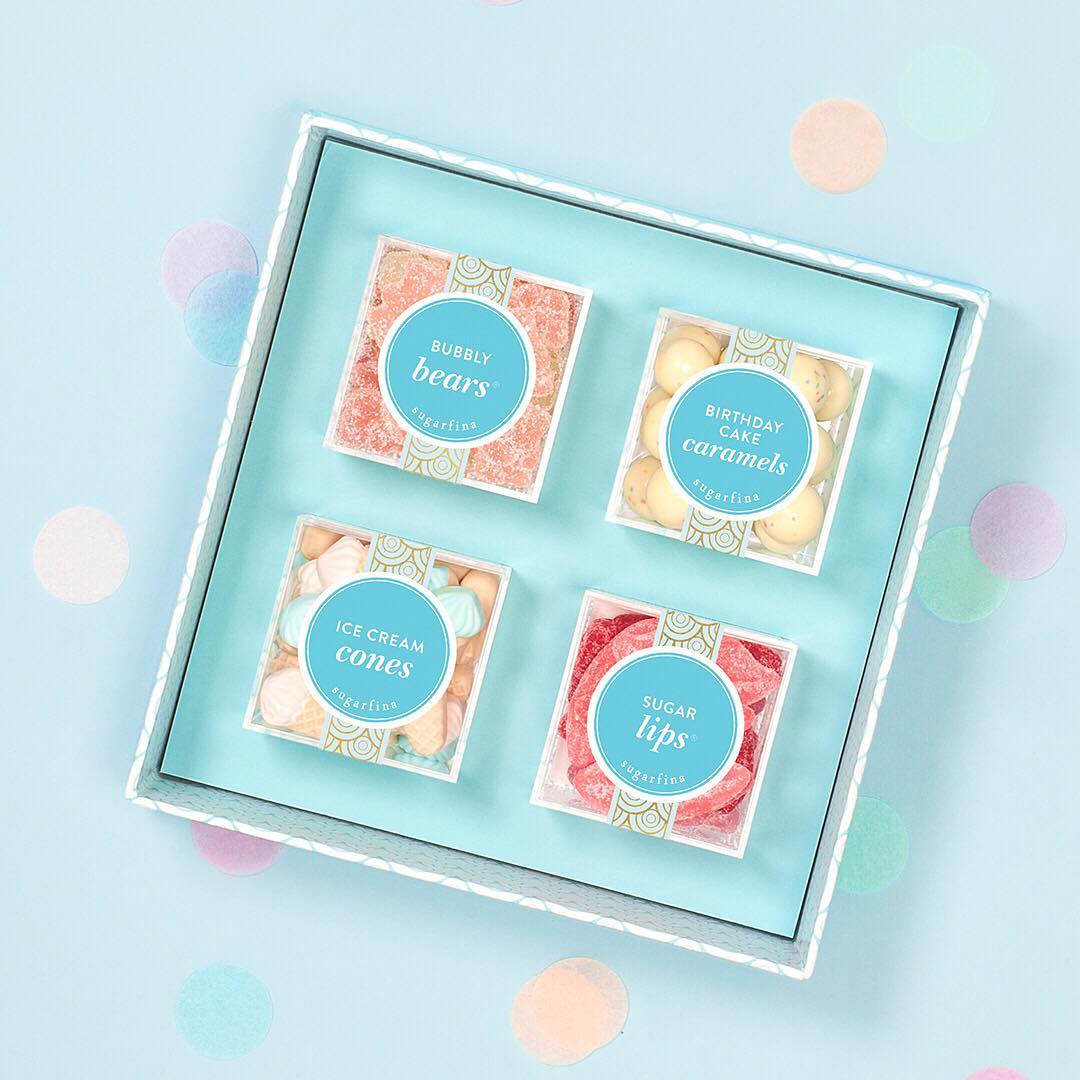 BUBBLY
bears®
sugarfina
BIRTHDAY
CAKE
caramels
sugarfina
ICE CREAM
cones
sugarfina
SUGAR
lips®
sugarfina